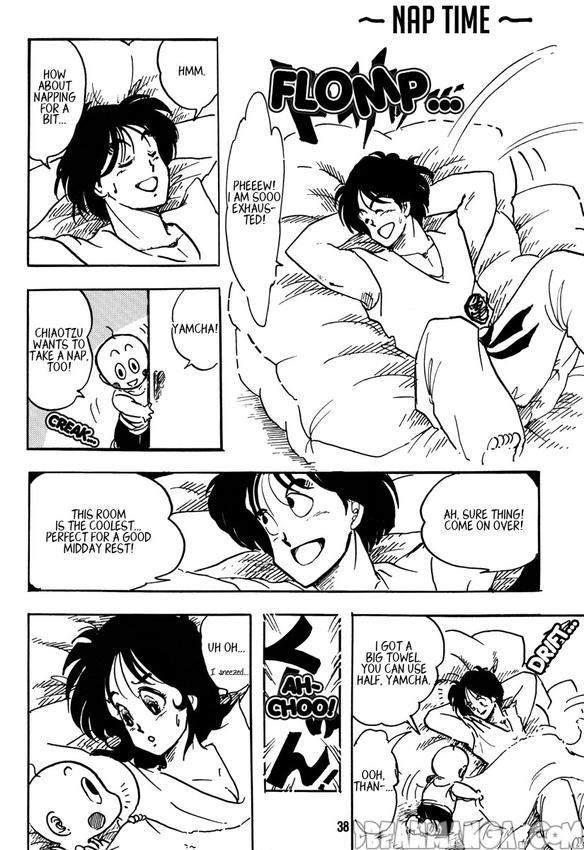 ~ NAP TIME ~
FLOMP...
PHEEEW!
I AM SOO
EXHAUS-
TED!
HMM.
HOW
ABOUT
NAPPING
FOR A
BIT...
YAMCHA!
CHIAOTZU
WANTS TO
TAKE A NAP,
TOO!
CREAK...
AH, SURE THING!
COME ON OVER!
THIS ROOM
IS THE COOLEST...
PERFECT FOR A GOOD
MIDDAY REST!
I GOT A
BIG TOWEL.
YOU CAN USE
HALF, YAMCHA.
DRIFT...
OOH,
THAN--
AH-
CHOO!
UH OH...
I sneezed...
38
DBFANMANGA.COM